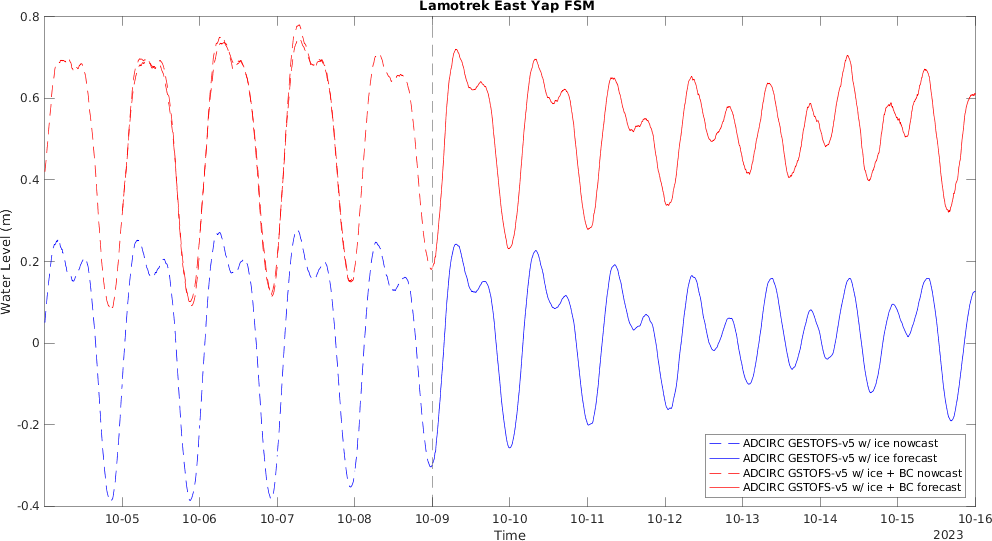 Lamotrek East Yap FSM
0.8
0.6
0.4
0.2
0
-0.2
-0.4
Water Level (m)
ADCIRC GESTOFS-v5 w/ ice nowcast
ADCIRC GESTOFS-v5 w/ ice forecast
ADCIRC GSTOFS-v5 w/ ice + BC nowcast
ADCIRC GSTOFS-v5 w/ ice + BC forecast
10-05 10-06 10-07 10-08 10-09 10-10 10-11 10-12 10-13 10-14 10-15 10-16
Time
2023